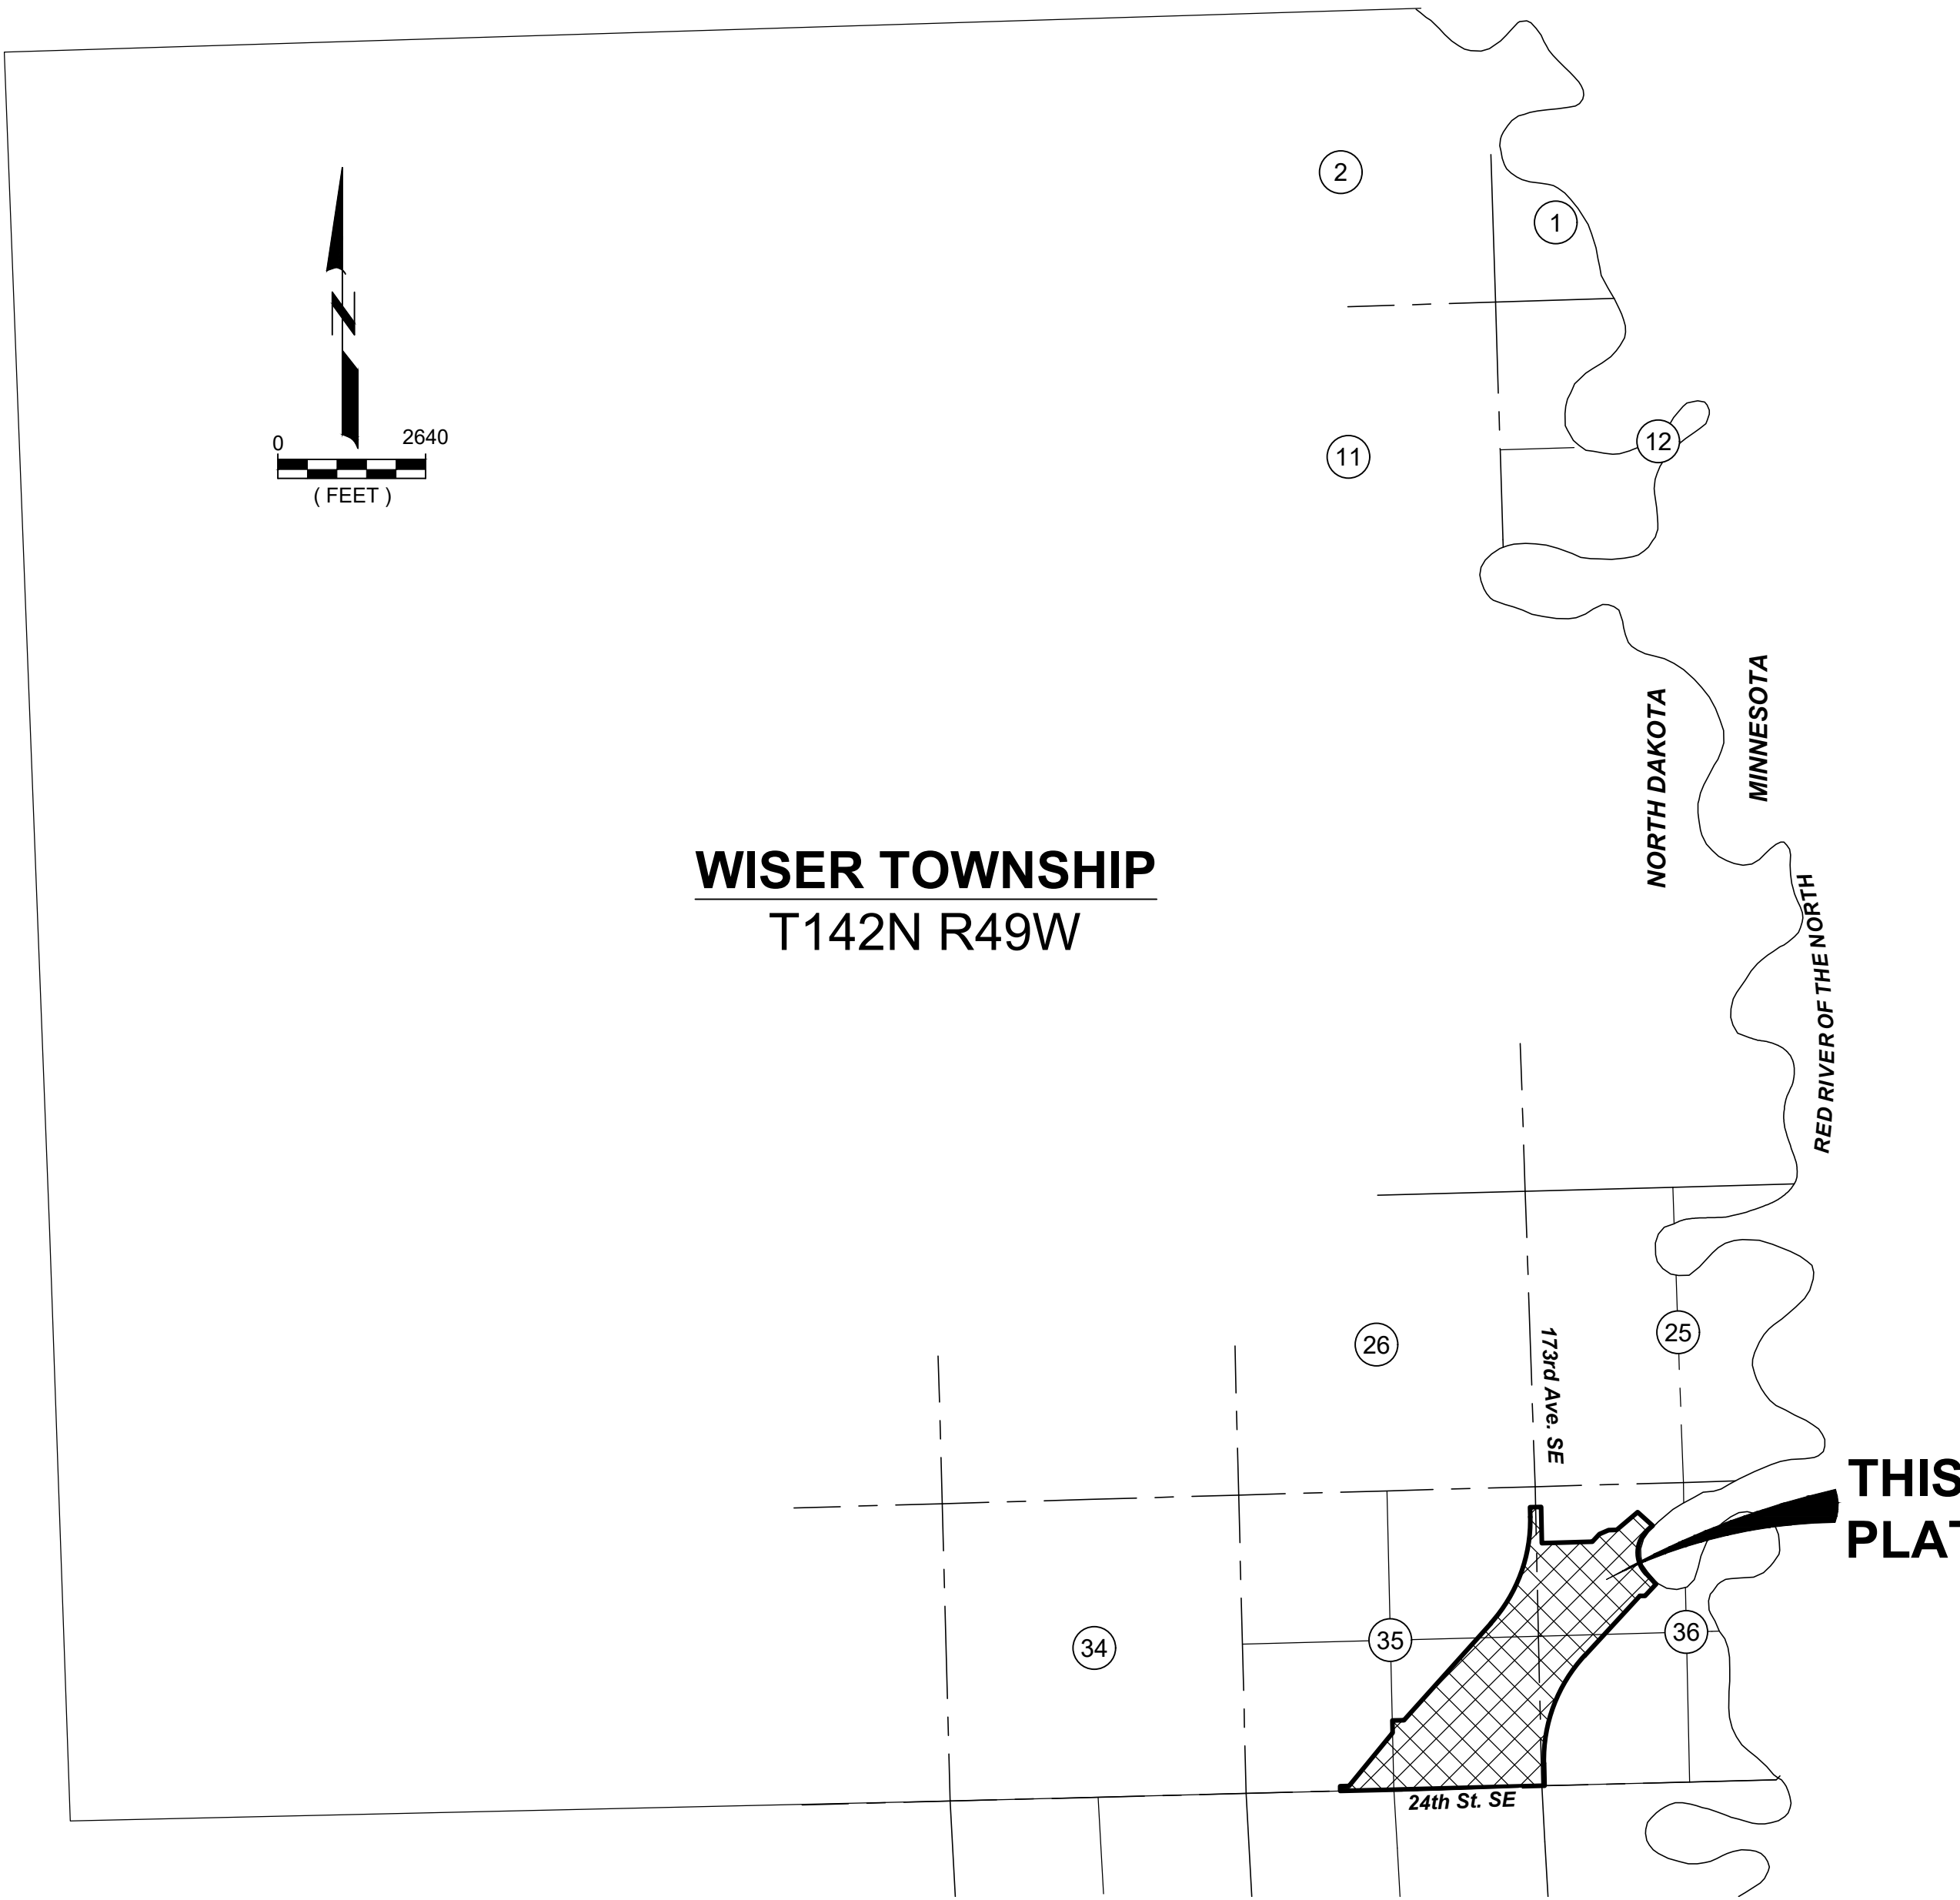 2
1
N
0 2640
( FEET )
11
12
NORTH DAKOTA
MINNESOTA
WISER TOWNSHIP
T142N R49W
RED RIVER OF THE NORTH
26
173rd Ave. SE
25
THIS
PLAT
34
35
36
24th St. SE